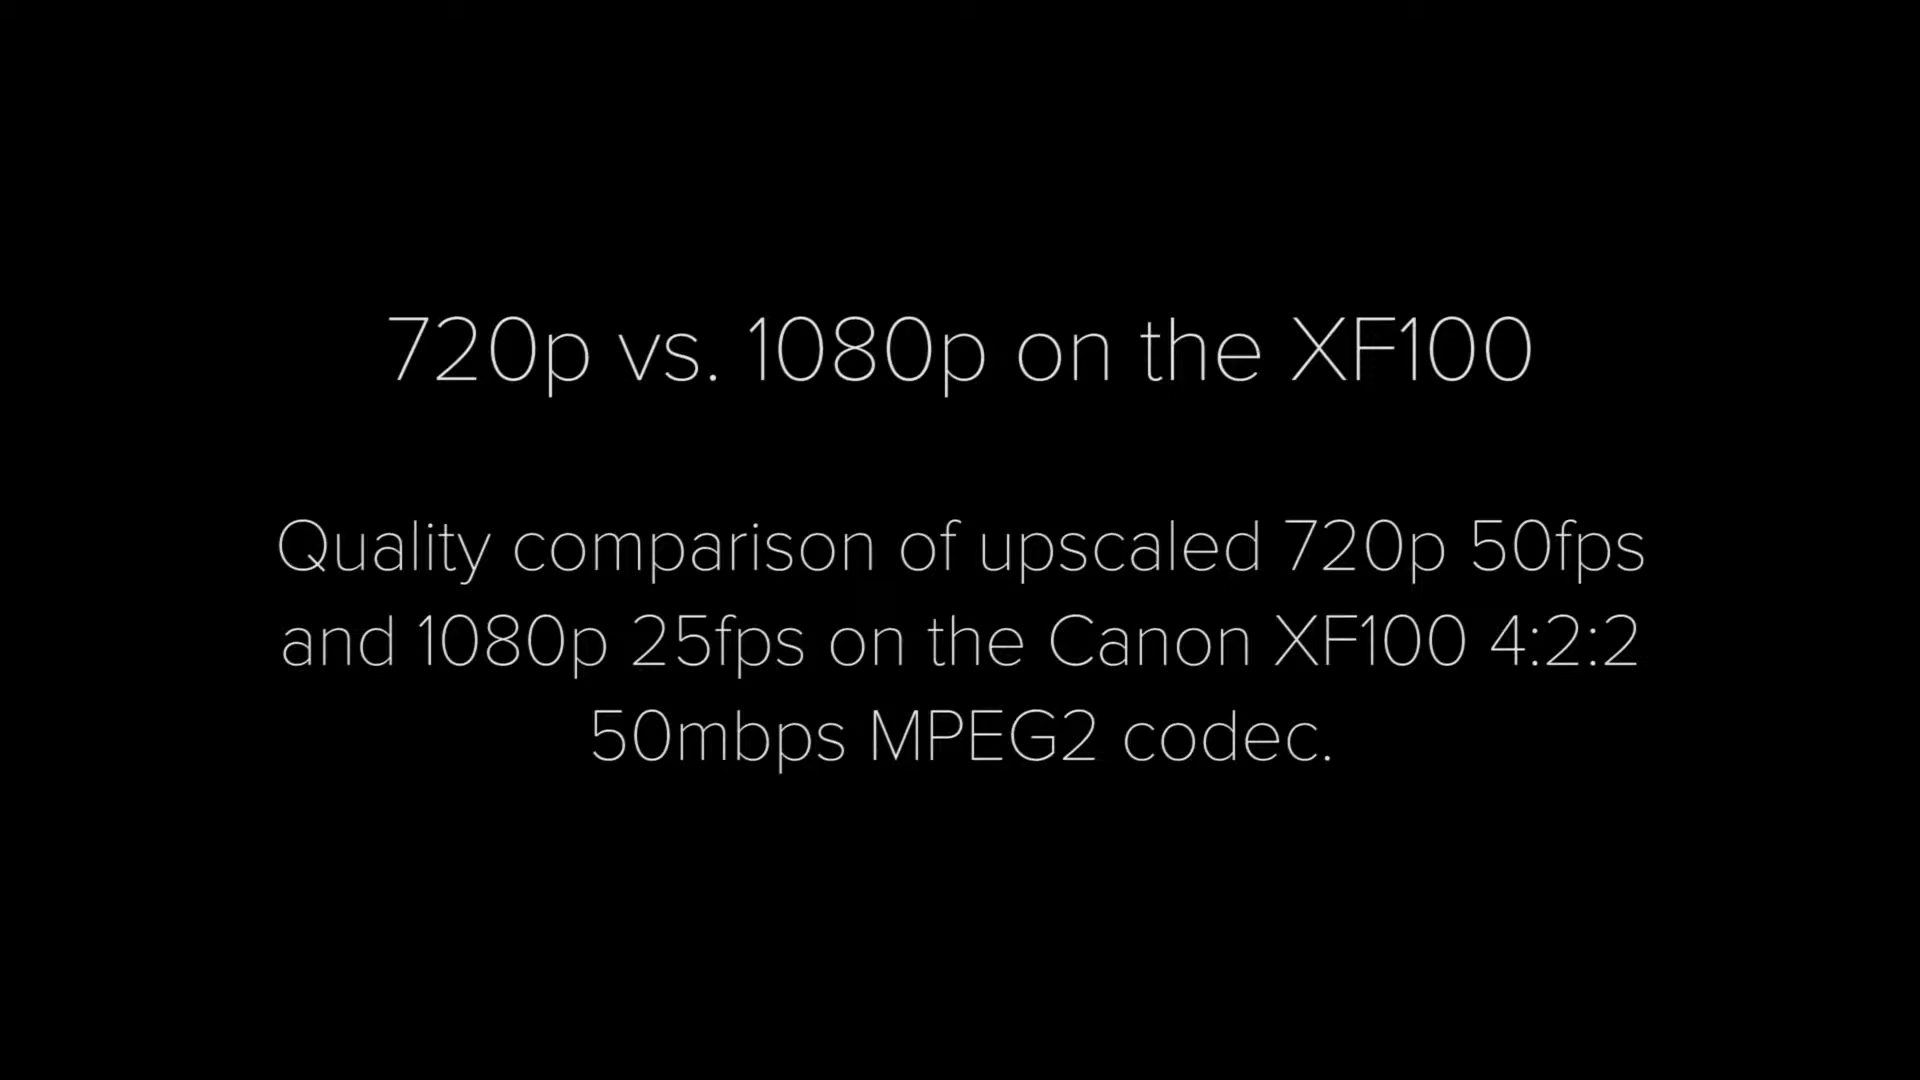 720p vs. 1080p on the XF100
Quality comparison of upscaled 720p 50fps
and 1080p 25fps on the Canon XF100 4:2:2
50mbps MPEG2 codec.